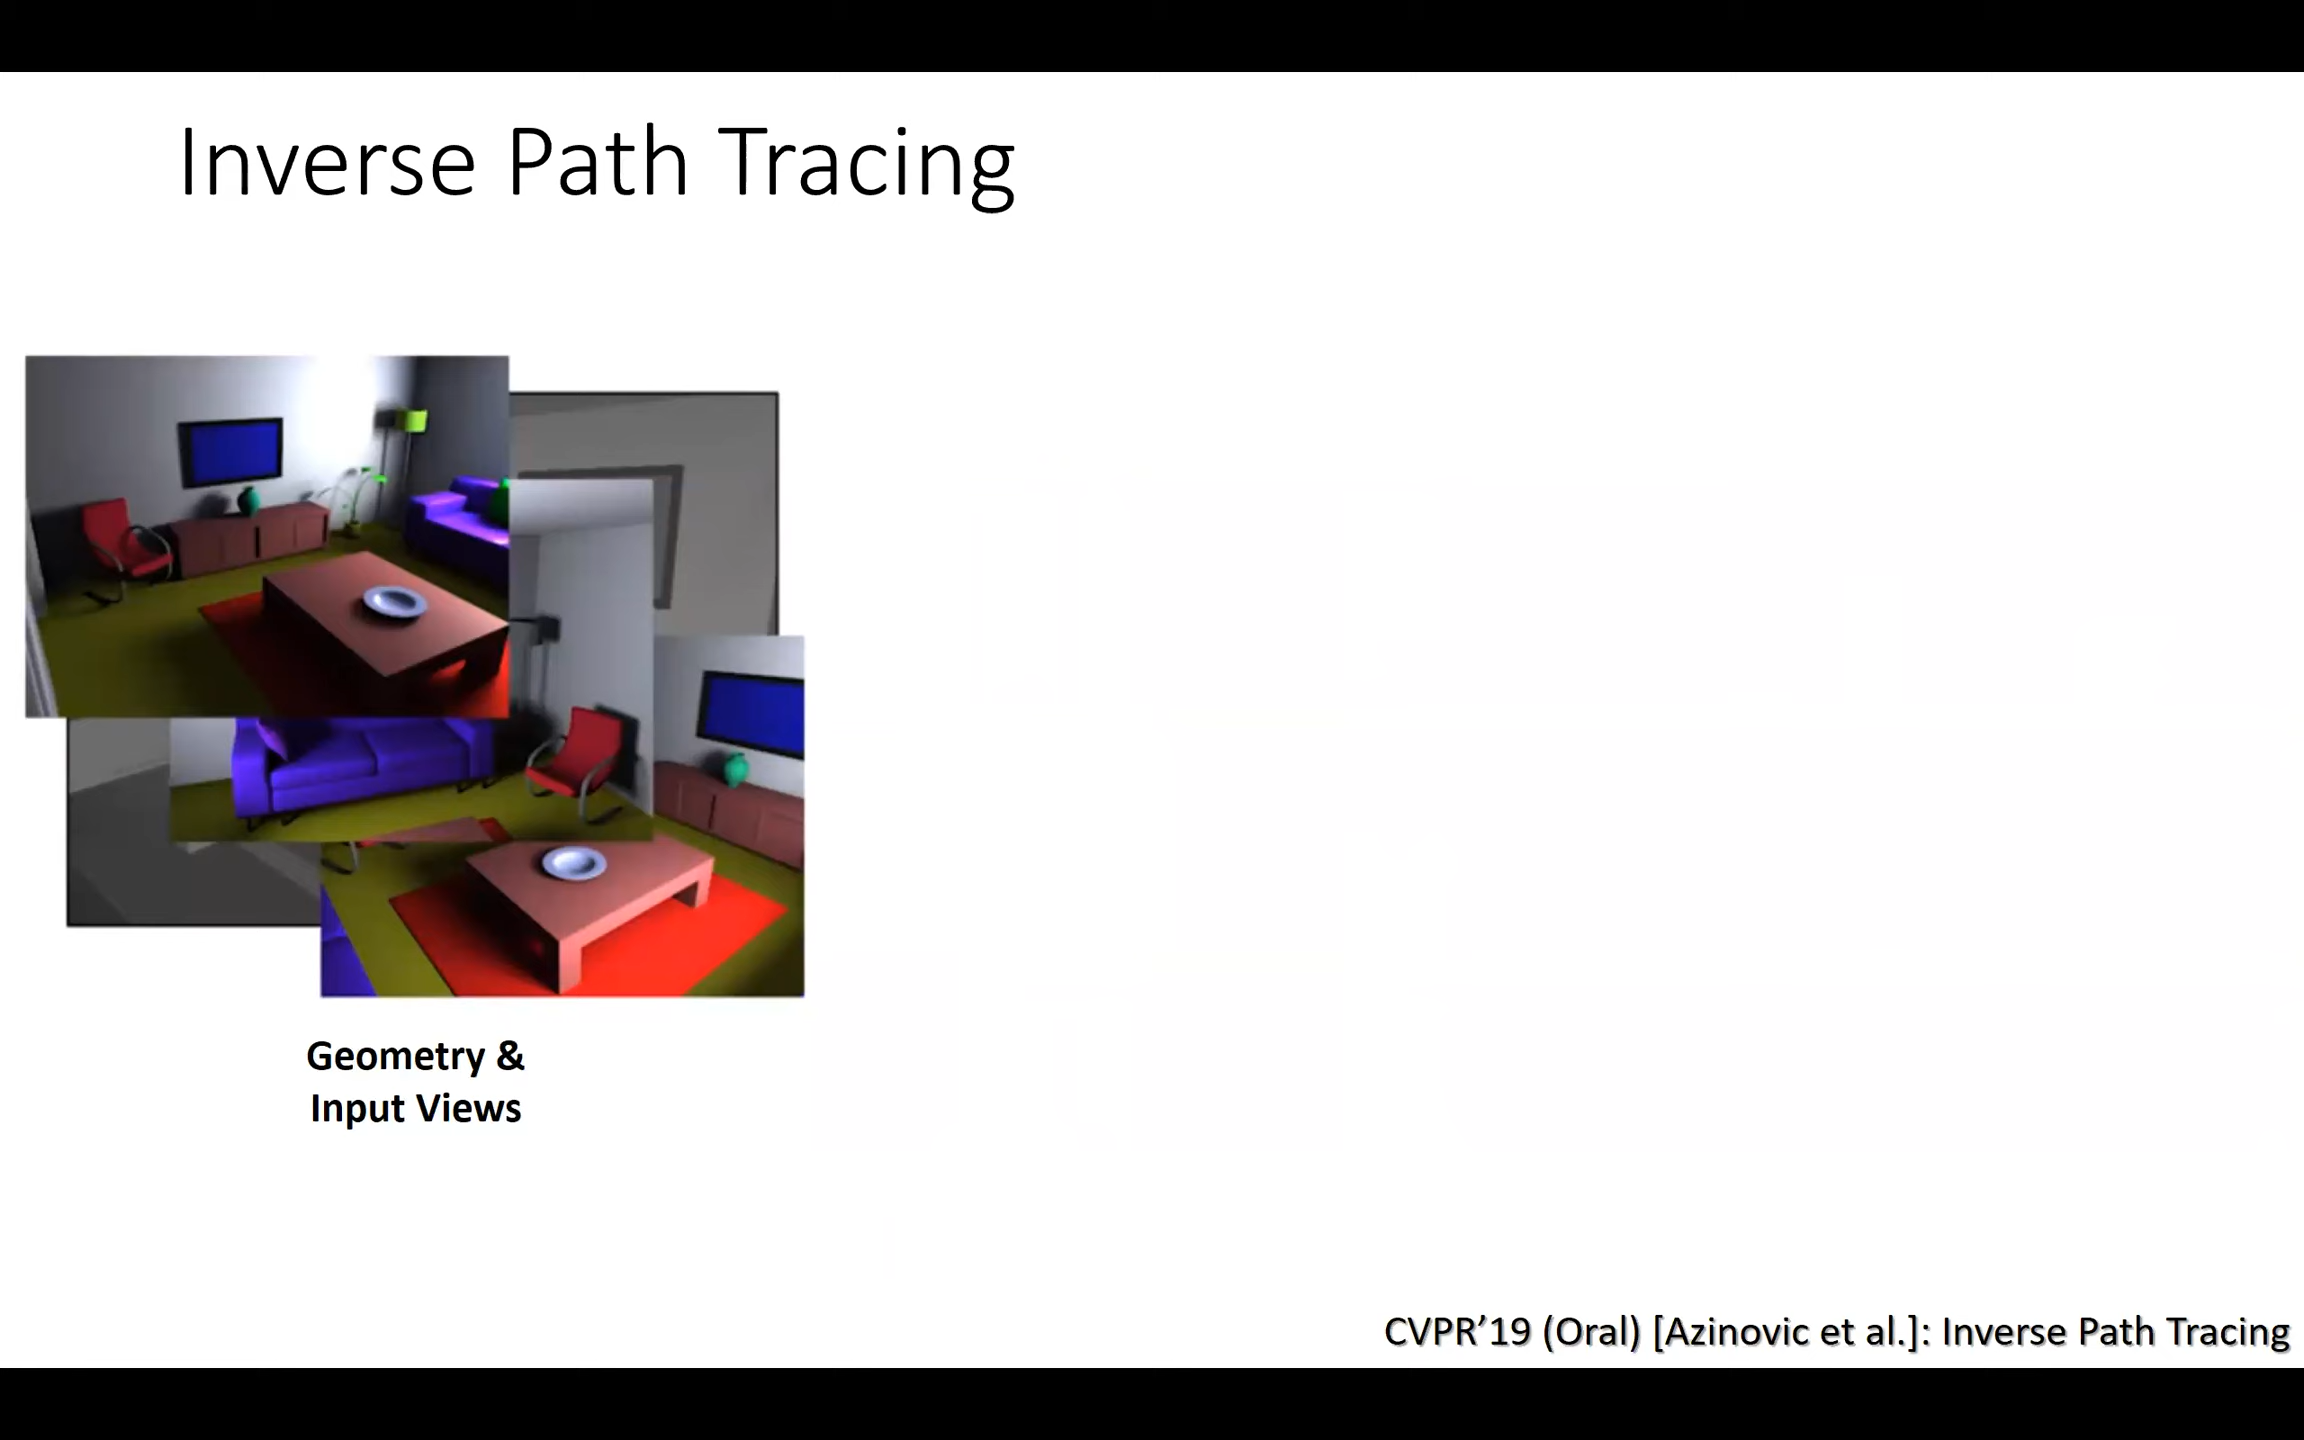 Inverse Path Tracing
Geometry &
Input Views
CVPR’19 (Oral) [Azinovic et al.]: Inverse Path Tracing